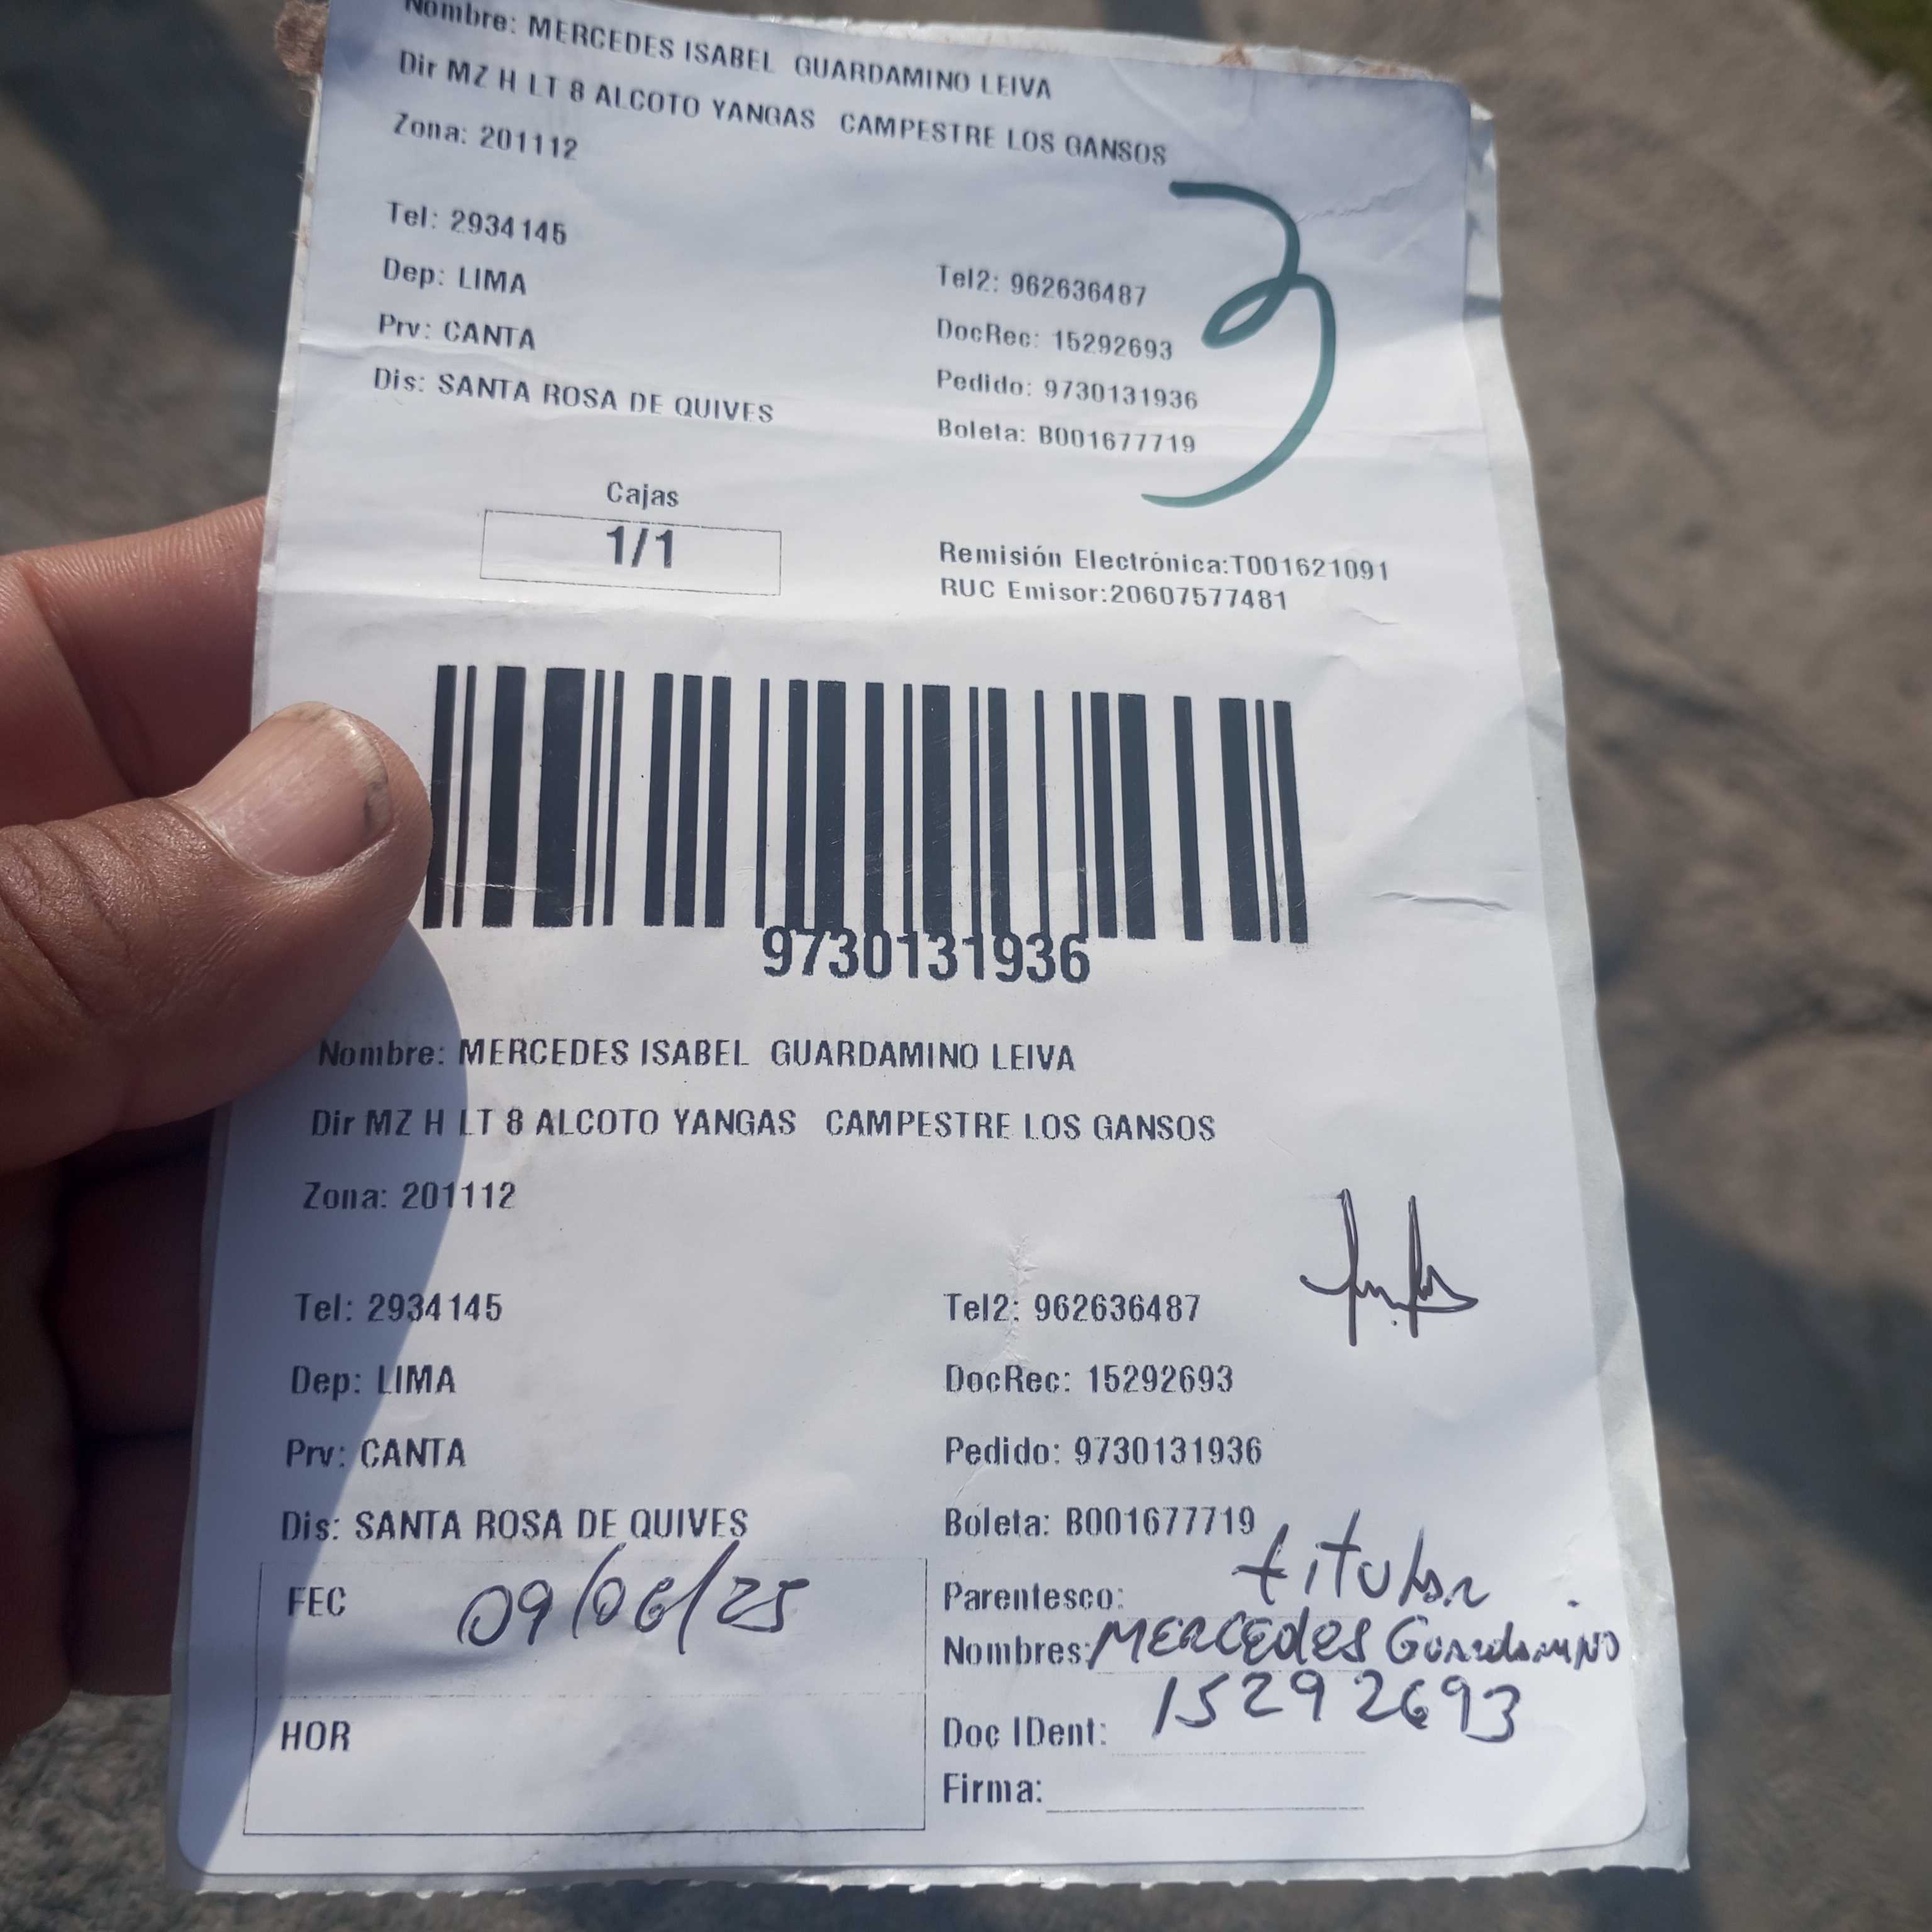 Nombre: MERCEDES ISABEL GUARDAMINO LEIVA
Dir MZ H LT 8 ALCOTO YANGAS CAMPESTRE LOS GANSOS
Zona: 201112
3
Tel: 2934145
Tel2: 962636487
Dep: LIMA
DocRec: 15292693
Prv: CANTA
Pedido: 9730131936
Dis: SANTA ROSA DE QUIVES
Boleta: B001677719
Cajas
1/1
Remisión Electrónica:T001621091
RUC Emisor:20607577481
9730131936
Nombre: MERCEDES ISABEL GUARDAMINO LEIVA
Dir MZ H LT 8 ALCOTO YANGAS CAMPESTRE LOS GANSOS
Zona: 201112
Tel: 2934145
Tel2: 962636487
Dep: LIMA
DocRec: 15292693
Prv: CANTA
Pedido: 9730131936
Dis: SANTA ROSA DE QUIVES
Boleta: B001677719
FEC 09/06/25
Parentesco: titular
Nombres: MERCEdes Guardamino
HOR
Doc IDent: 15292693
Firma: